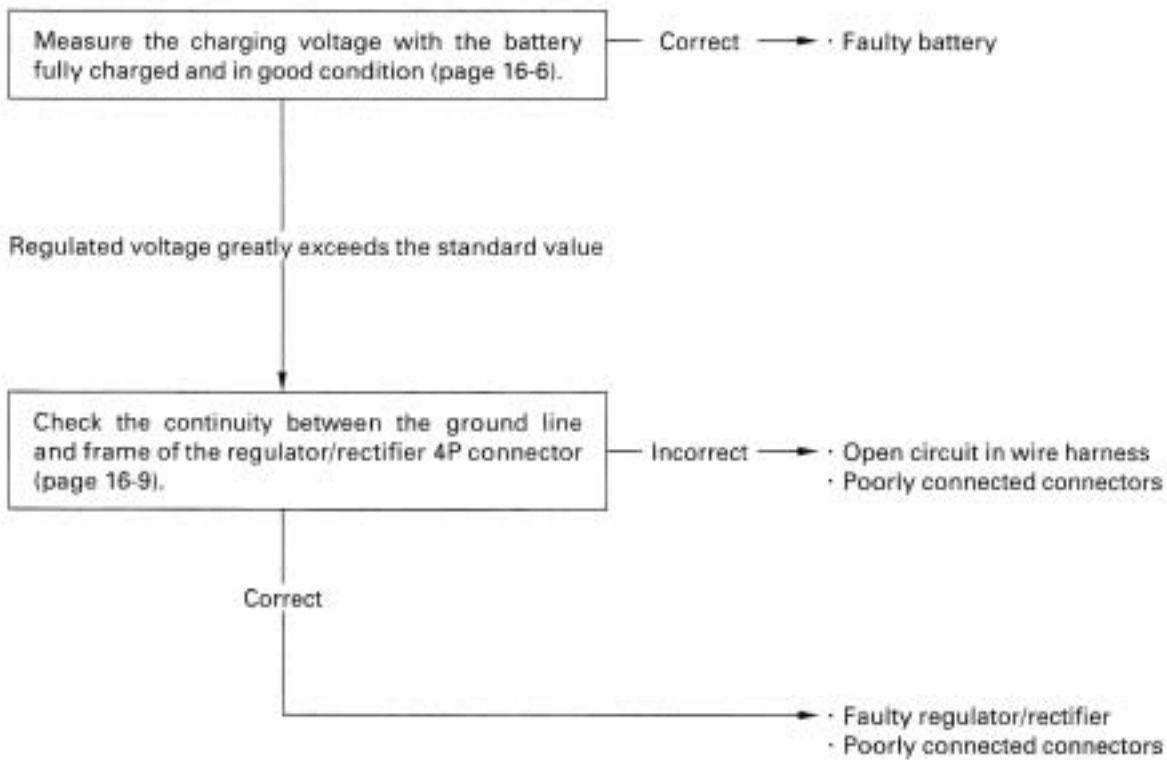 Measure the charging voltage with the battery
fully charged and in good condition (page 16-6).
Correct
· Faulty battery
Regulated voltage greatly exceeds the standard value
Check the continuity between the ground line
and frame of the regulator/rectifier 4P connector
(page 16-9).
Incorrect
· Open circuit in wire harness
· Poorly connected connectors
Correct
· Faulty regulator/rectifier
· Poorly connected connectors